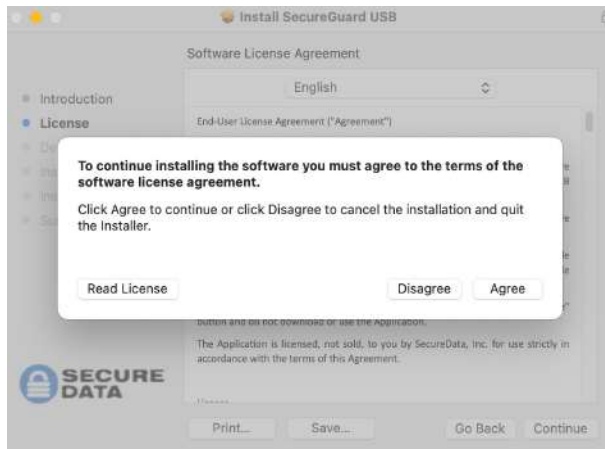 Install SecureGuard USB
Software License Agreement
English
Introduction
License
End-User License Agreement ("Agreement")
To continue installing the software you must agree to the terms of the
software license agreement.
Click Agree to continue or click Disagree to cancel the installation and quit
the Installer.
Read License
Disagree
Agree
button and do not download or use the Application.
The Application is licensed, not sold, to you by SecureData, Inc. for use strictly in
accordance with the terms of this Agreement.
SECURE
DATA
Print...
Save...
Go Back
Continue